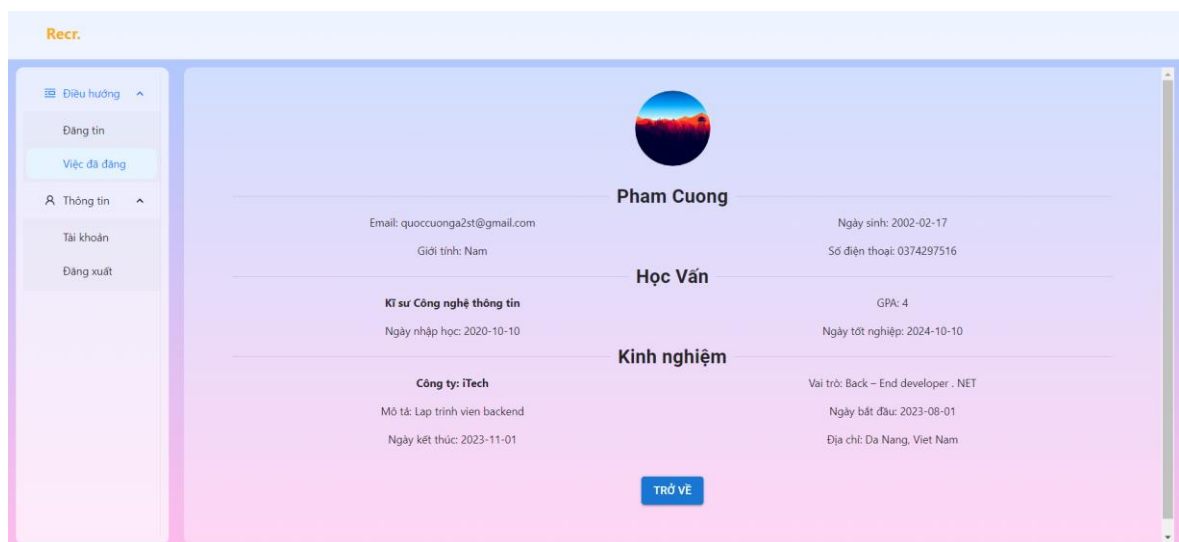 Recr.
Điều hướng
Đăng tin
Việc đã đăng
Thông tin
Tài khoản
Đăng xuất
Pham Cuong
Email: quoccuonga2st@gmail.com
Ngày sinh: 2002-02-17
Giới tính: Nam
Số điện thoại: 0374297516
Học Vấn
Kĩ sư Công nghệ thông tin
GPA: 4
Ngày nhập học: 2020-10-10
Ngày tốt nghiệp: 2024-10-10
Kinh nghiệm
Công ty: iTech
Vai trò: Back – End developer . NET
Mô tả: Lap trinh vien backend
Ngày bắt đầu: 2023-08-01
Ngày kết thúc: 2023-11-01
Địa chỉ: Da Nang, Viet Nam
TRỞ VỀ